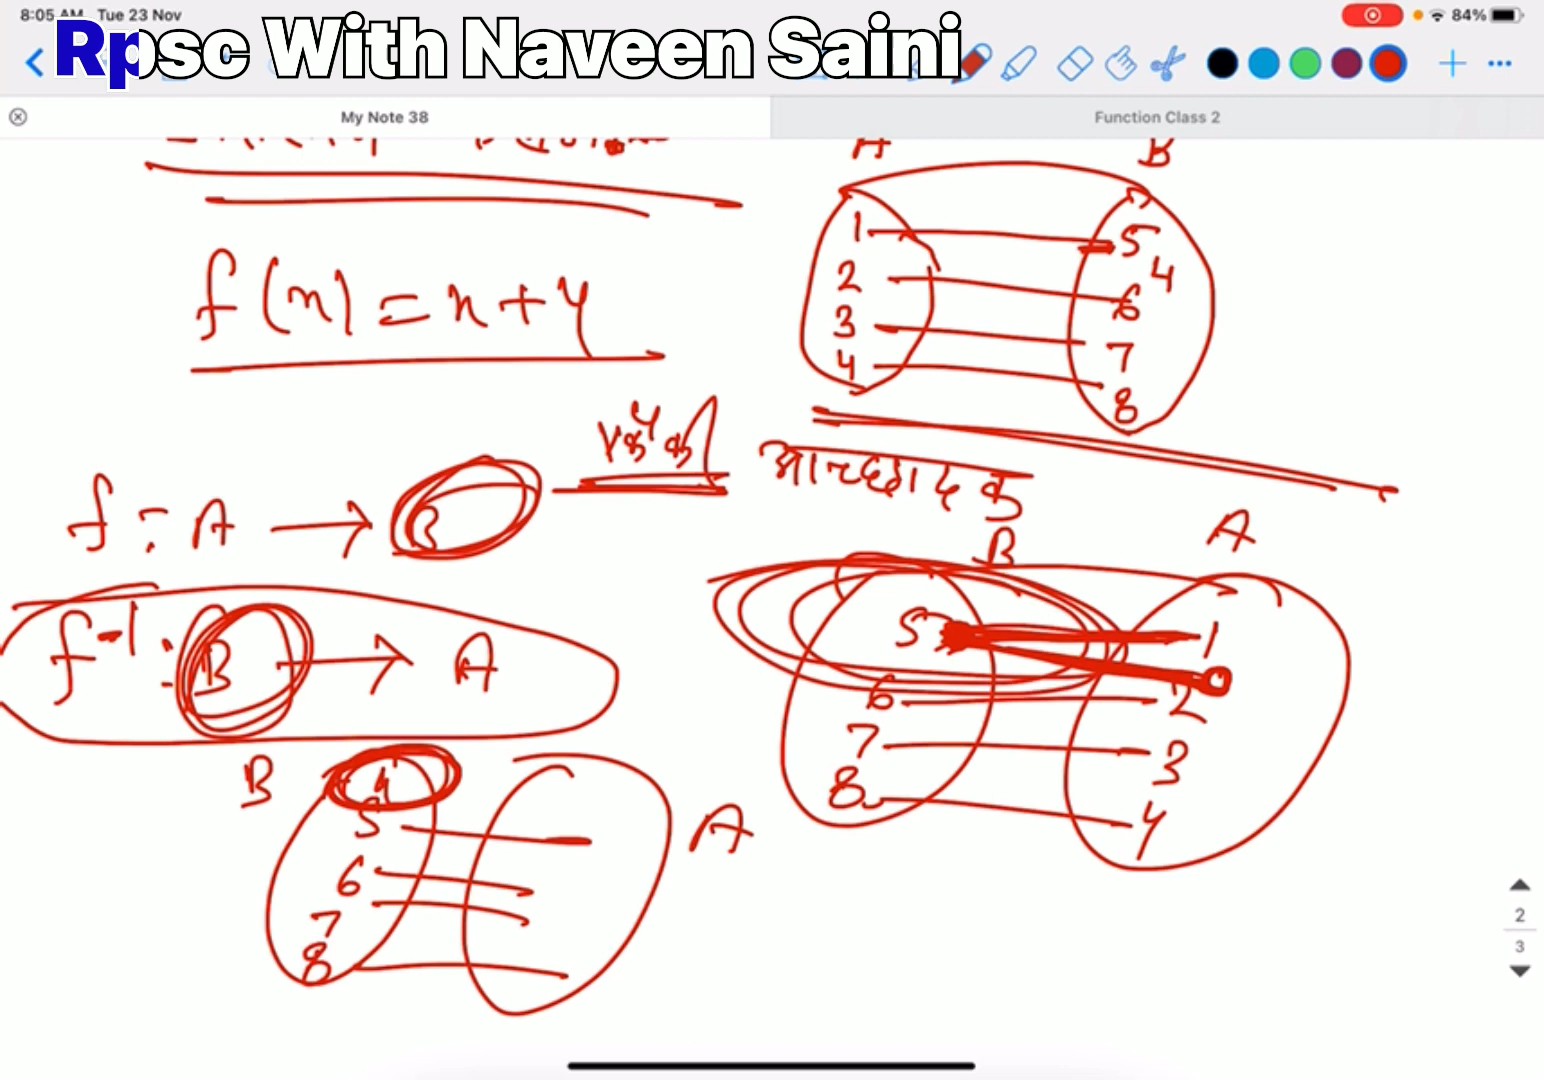 8:05 AM Tue 23 Nov
84%
Rpsc With Naveen Saini
My Note 38
Function Class 2
A B
1 5
4
2 6
3 7
4 8
f(n) = n+4
आच्छादक
f : A → B
B A
f-1 : B → A
5 1
6 2
7 3
8 4
B 4 A
5
6
7
8
2
3